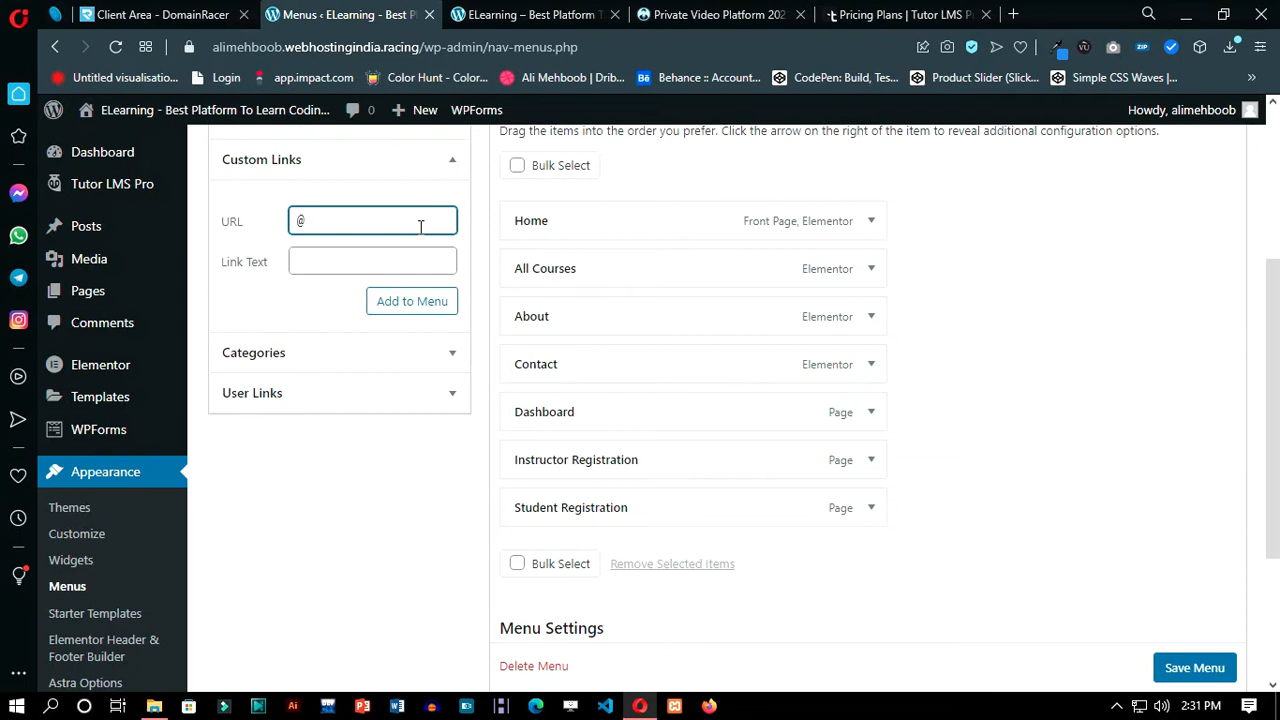 Client Area - DomainRacer
Menus ‹ ELearning - Best P
ELearning – Best Platform T
Private Video Platform 202
Pricing Plans | Tutor LMS P
alimehboob.webhostingindia.racing/wp-admin/nav-menus.php
Untitled visualisatio...
Login
app.impact.com
Color Hunt - Color...
Ali Mehboob | Drib...
Behance :: Account...
CodePen: Build, Tes...
Product Slider (Slick...
Simple CSS Waves |...
»
ELearning - Best Platform To Learn Codin...
0
New
WPForms
Howdy, alimehboob
Dashboard
Tutor LMS Pro
Posts
Media
Pages
Comments
Elementor
Templates
WPForms
Appearance
Themes
Customize
Widgets
Menus
Starter Templates
Elementor Header &
Footer Builder
Astra Options
Custom Links
URL
@
Link Text
Add to Menu
Categories
User Links
Drag the items into the order you prefer. Click the arrow on the right of the item to reveal additional configuration options.
Bulk Select
Home Front Page, Elementor
All Courses Elementor
About Elementor
Contact Elementor
Dashboard Page
Instructor Registration Page
Student Registration Page
Bulk Select Remove Selected Items
Menu Settings
Delete Menu
Save Menu
2:31 PM